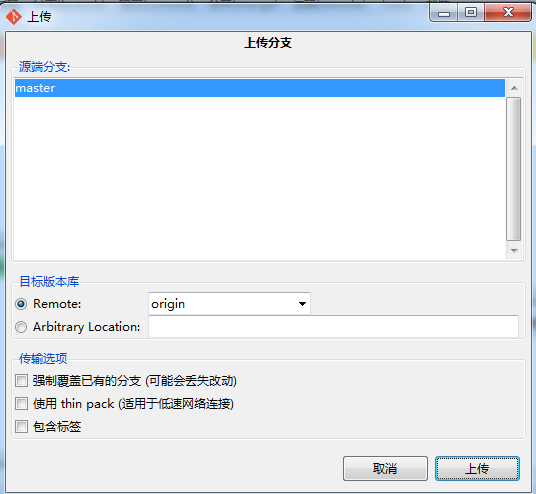 上传
上传分支
源端分支:
master
目标版本库
Remote: origin
Arbitrary Location:
传输选项
强制覆盖已有的分支 (可能会丢失改动)
使用 thin pack (适用于低速网络连接)
包含标签
取消 上传